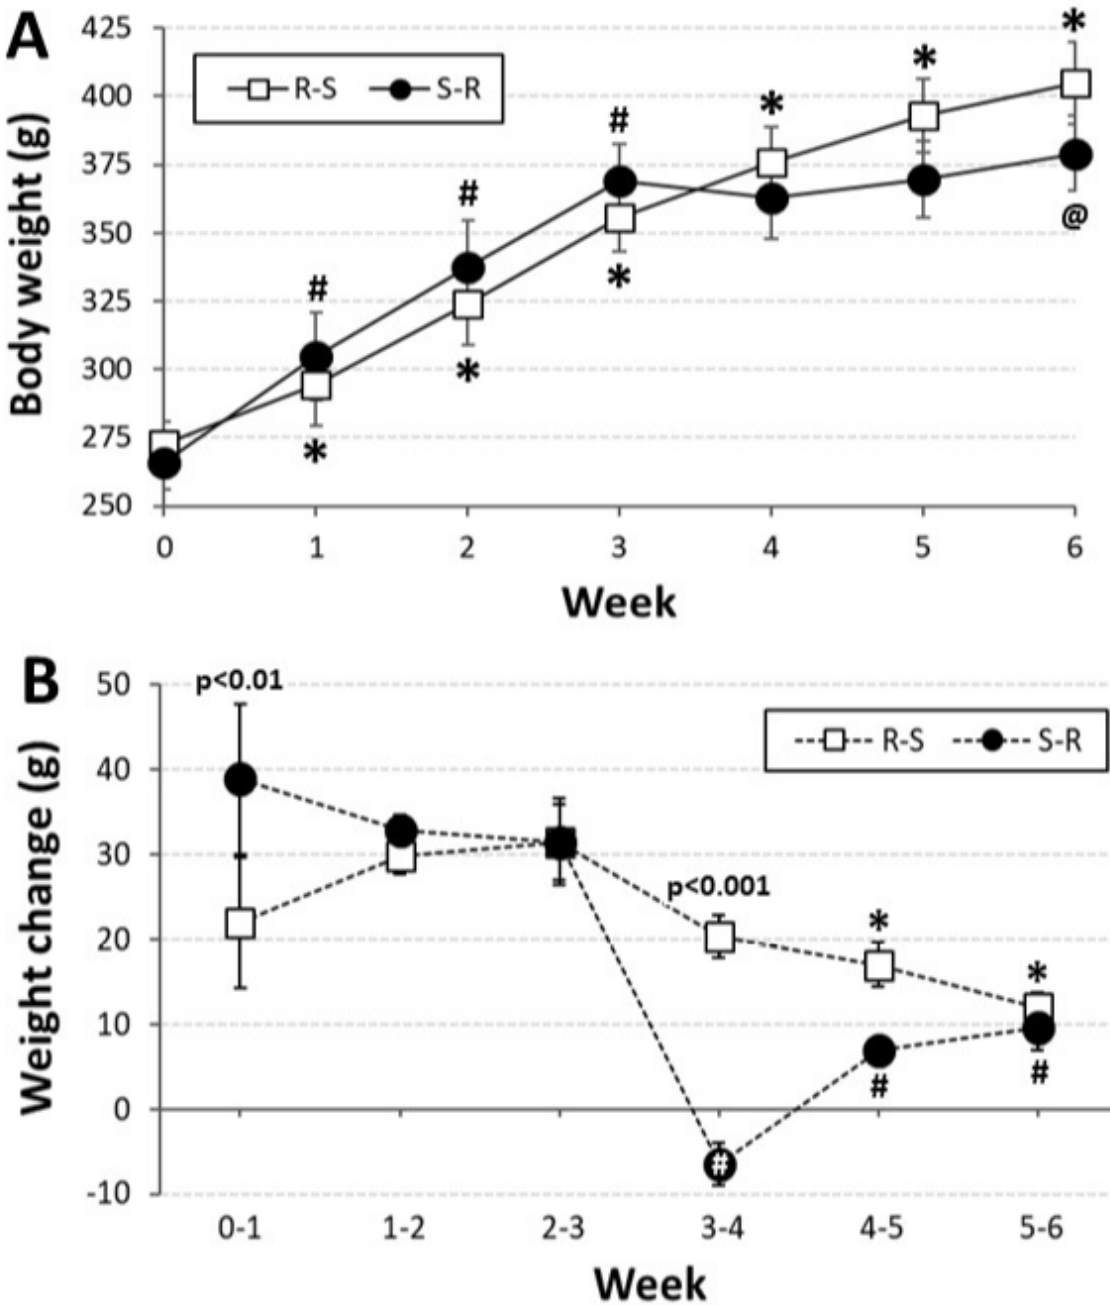 A
425
R-S S-R
400
375
350
325
300
275
250
Body weight (g)
# # #
* * * * * *
@
0 1 2 3 4 5 6
Week
B
50
p<0.01
R-S S-R
40
30
20
10
0
-10
Weight change (g)
p<0.001
* *
# # #
0-1 1-2 2-3 3-4 4-5 5-6
Week